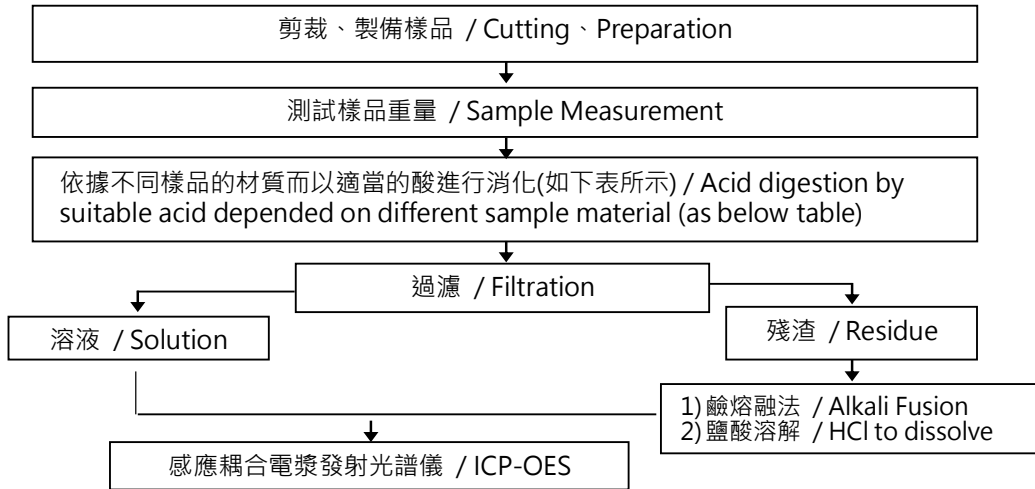 剪裁、製備樣品 / Cutting、Preparation
測試樣品重量 / Sample Measurement
依據不同樣品的材質而以適當的酸進行消化(如下表所示) / Acid digestion by
suitable acid depended on different sample material (as below table)
過濾 / Filtration
溶液 / Solution
殘渣 / Residue
1) 鹼熔融法 / Alkali Fusion
2) 鹽酸溶解 / HCl to dissolve
感應耦合電漿發射光譜儀 / ICP-OES